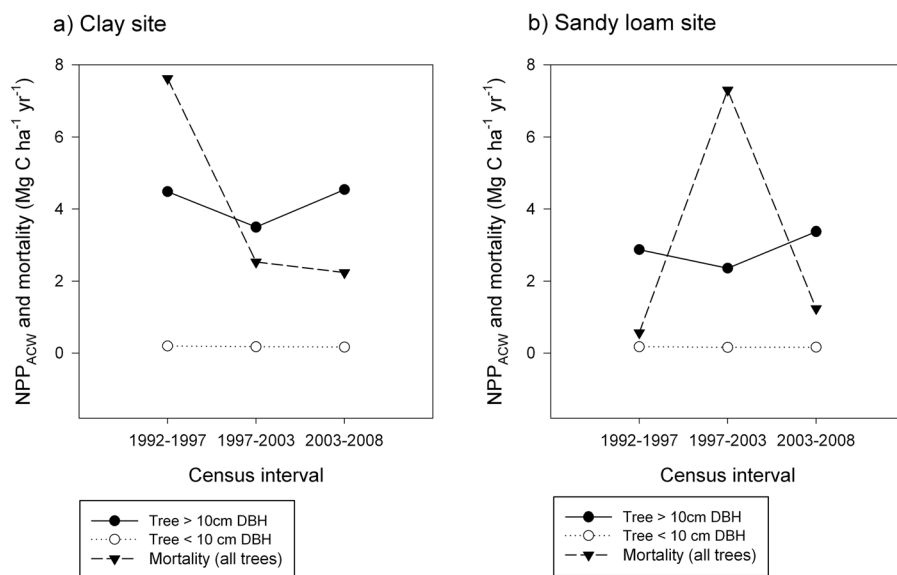 a) Clay site
NPP_ACW and mortality (Mg C ha⁻¹ yr⁻¹)
8
6
4
2
0
1992-1997 1997-2003 2003-2008
Census interval
Tree > 10cm DBH
Tree < 10 cm DBH
Mortality (all trees)
b) Sandy loam site
NPP_ACW and mortality (Mg C ha⁻¹ yr⁻¹)
8
6
4
2
0
1992-1997 1997-2003 2003-2008
Census interval
Tree > 10cm DBH
Tree < 10 cm DBH
Mortality (all trees)